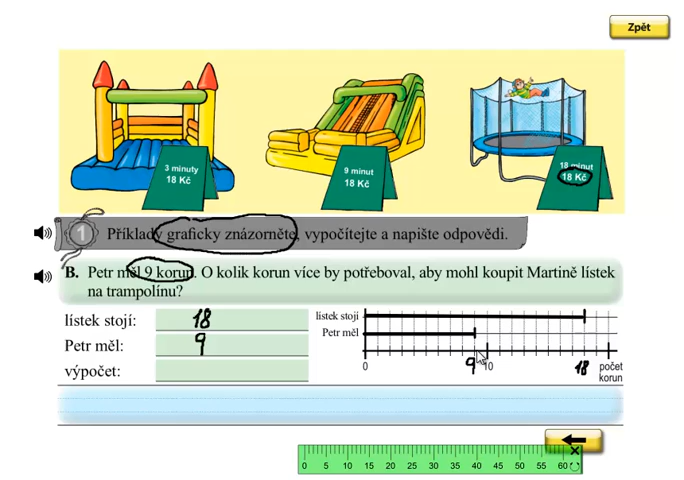 Zpět
3 minuty
18 Kč
9 minut
18 Kč
18 minut
18 Kč
1 Příklady graficky znázorněte, vypočítejte a napište odpovědi.
B. Petr měl 9 korun. O kolik korun více by potřeboval, aby mohl koupit Martině lístek
na trampolínu?
lístek stojí: 18
Petr měl: 9
výpočet:
lístek stojí
Petr měl
0 9 10 18 počet
korun
0 5 10 15 20 25 30 35 40 45 50 55 60